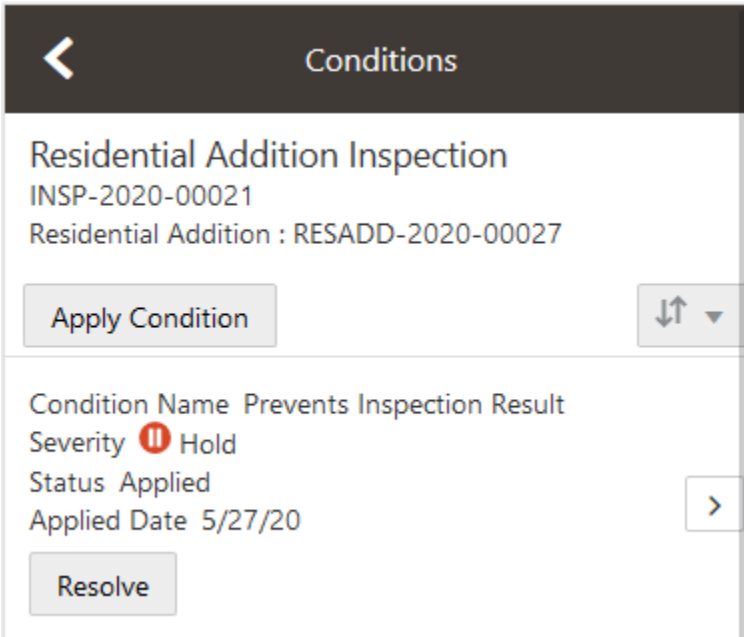 Conditions
Residential Addition Inspection
INSP-2020-00021
Residential Addition : RESADD-2020-00027
Apply Condition
Condition Name Prevents Inspection Result
Severity Hold
Status Applied
Applied Date 5/27/20
Resolve